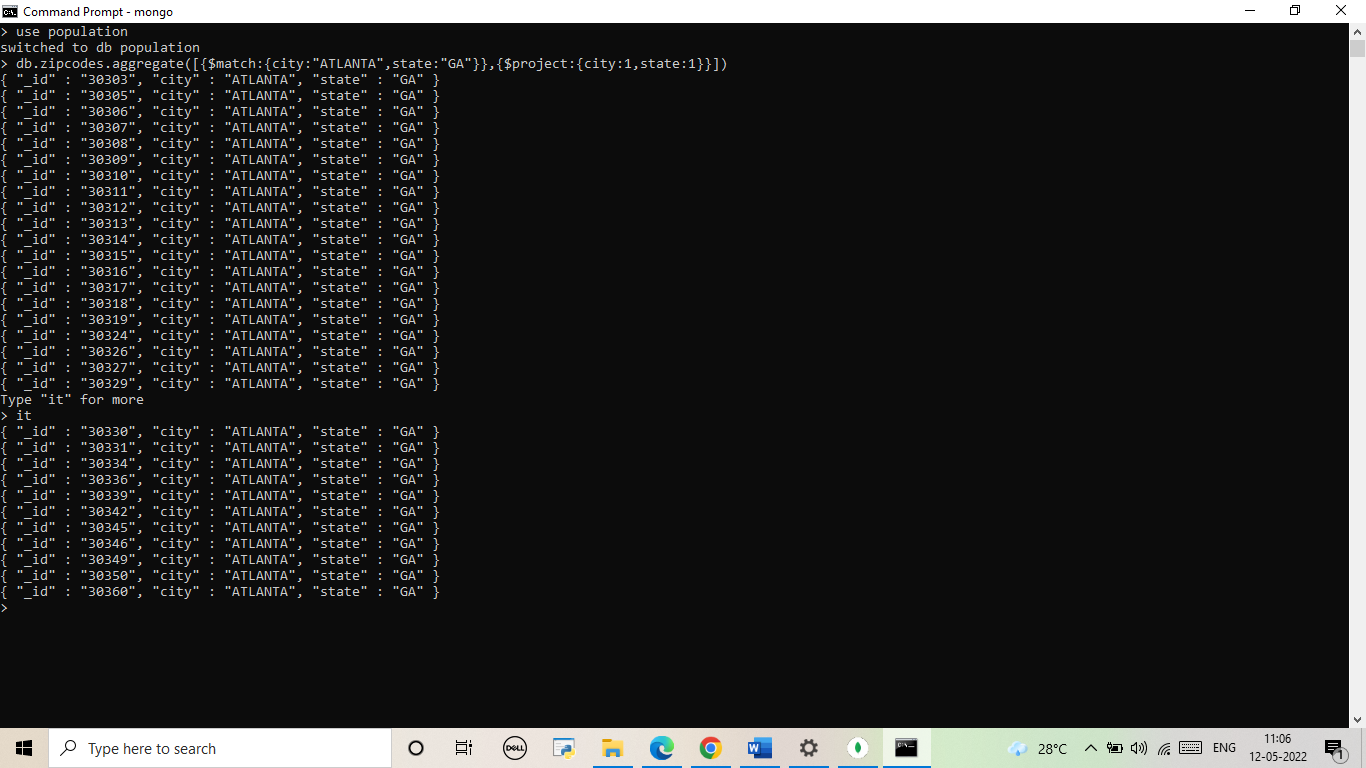 Command Prompt - mongo
> use population
switched to db population
> db.zipcodes.aggregate([{$match:{city:"ATLANTA",state:"GA"}},{$project:{city:1,state:1}}])
{ "_id" : "30303", "city" : "ATLANTA", "state" : "GA" }
{ "_id" : "30305", "city" : "ATLANTA", "state" : "GA" }
{ "_id" : "30306", "city" : "ATLANTA", "state" : "GA" }
{ "_id" : "30307", "city" : "ATLANTA", "state" : "GA" }
{ "_id" : "30308", "city" : "ATLANTA", "state" : "GA" }
{ "_id" : "30309", "city" : "ATLANTA", "state" : "GA" }
{ "_id" : "30310", "city" : "ATLANTA", "state" : "GA" }
{ "_id" : "30311", "city" : "ATLANTA", "state" : "GA" }
{ "_id" : "30312", "city" : "ATLANTA", "state" : "GA" }
{ "_id" : "30313", "city" : "ATLANTA", "state" : "GA" }
{ "_id" : "30314", "city" : "ATLANTA", "state" : "GA" }
{ "_id" : "30315", "city" : "ATLANTA", "state" : "GA" }
{ "_id" : "30316", "city" : "ATLANTA", "state" : "GA" }
{ "_id" : "30317", "city" : "ATLANTA", "state" : "GA" }
{ "_id" : "30318", "city" : "ATLANTA", "state" : "GA" }
{ "_id" : "30319", "city" : "ATLANTA", "state" : "GA" }
{ "_id" : "30324", "city" : "ATLANTA", "state" : "GA" }
{ "_id" : "30326", "city" : "ATLANTA", "state" : "GA" }
{ "_id" : "30327", "city" : "ATLANTA", "state" : "GA" }
{ "_id" : "30329", "city" : "ATLANTA", "state" : "GA" }
Type "it" for more
> it
{ "_id" : "30330", "city" : "ATLANTA", "state" : "GA" }
{ "_id" : "30331", "city" : "ATLANTA", "state" : "GA" }
{ "_id" : "30334", "city" : "ATLANTA", "state" : "GA" }
{ "_id" : "30336", "city" : "ATLANTA", "state" : "GA" }
{ "_id" : "30339", "city" : "ATLANTA", "state" : "GA" }
{ "_id" : "30342", "city" : "ATLANTA", "state" : "GA" }
{ "_id" : "30345", "city" : "ATLANTA", "state" : "GA" }
{ "_id" : "30346", "city" : "ATLANTA", "state" : "GA" }
{ "_id" : "30349", "city" : "ATLANTA", "state" : "GA" }
{ "_id" : "30350", "city" : "ATLANTA", "state" : "GA" }
{ "_id" : "30360", "city" : "ATLANTA", "state" : "GA" }
>
Type here to search
DELL
28°C
ENG
11:06
12-05-2022
1